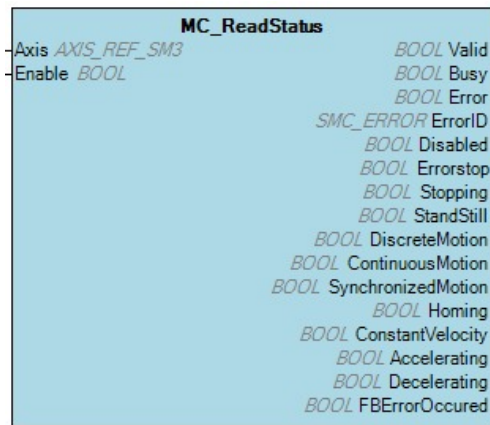 MC_ReadStatus
Axis AXIS_REF_SM3 BOOL Valid
Enable BOOL BOOL Busy
BOOL Error
SMC_ERROR ErrorID
BOOL Disabled
BOOL Errorstop
BOOL Stopping
BOOL StandStill
BOOL DiscreteMotion
BOOL ContinuousMotion
BOOL SynchronizedMotion
BOOL Homing
BOOL ConstantVelocity
BOOL Accelerating
BOOL Decelerating
BOOL FBErrorOccured